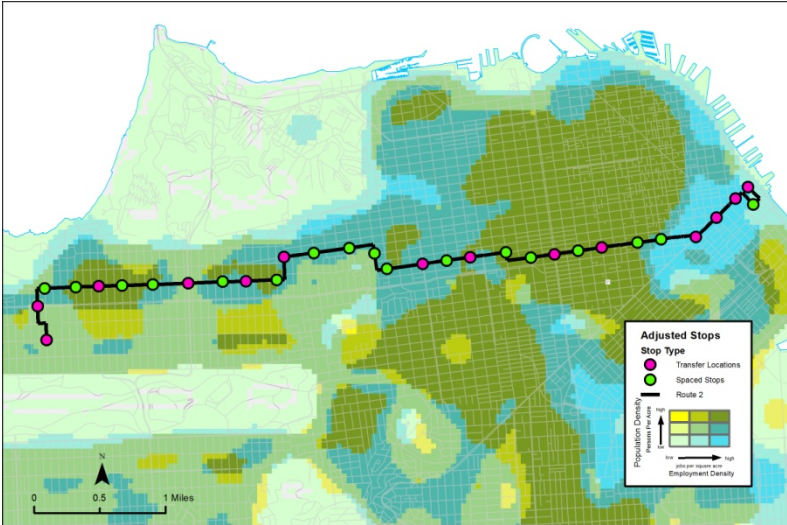 Adjusted Stops
Stop Type
Transfer Locations
Spaced Stops
Route 2
Population Density
Persons Per Acre
high
low
low
high
jobs per square acre
Employment Density
N
0
0.5
1 Miles